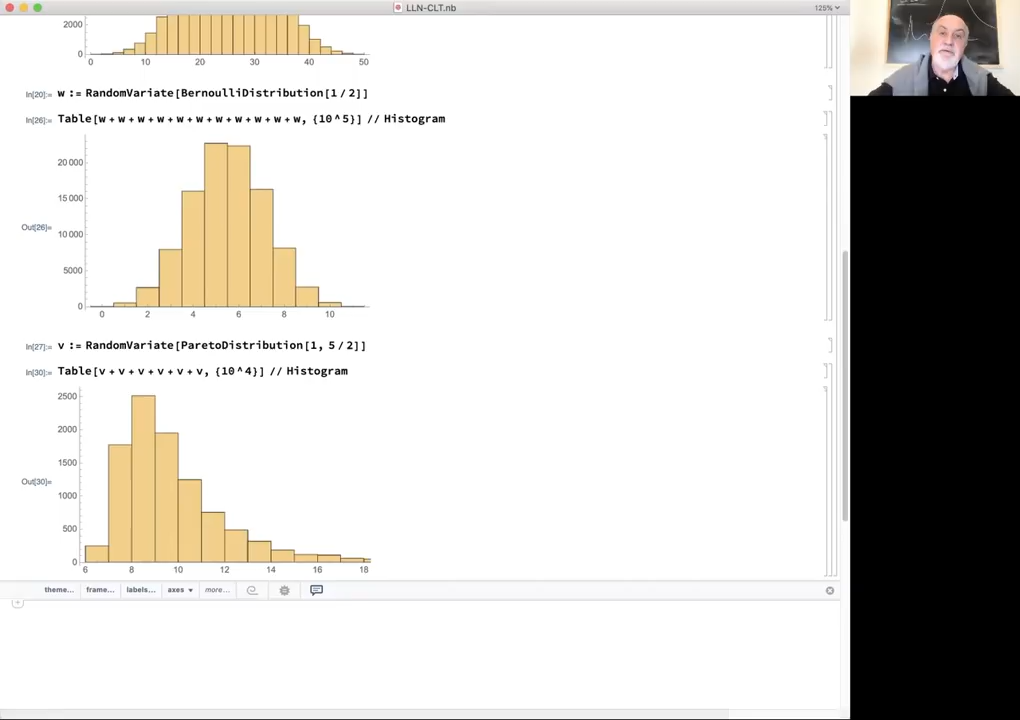 LLN-CLT.nb
125%
2000
0
0 10 20 30 40 50
In[20]:= w := RandomVariate[BernoulliDistribution[1 / 2]]
In[26]:= Table[w + w + w + w + w + w + w + w + w + w + w, {10^5}] // Histogram
20 000
15 000
10 000
5000
0
Out[26]=
0 2 4 6 8 10
In[27]:= v := RandomVariate[ParetoDistribution[1, 5 / 2]]
In[30]:= Table[v + v + v + v + v + v, {10^4}] // Histogram
2500
2000
1500
1000
500
0
Out[30]=
6 8 10 12 14 16 18
theme... frame... labels... axes more...